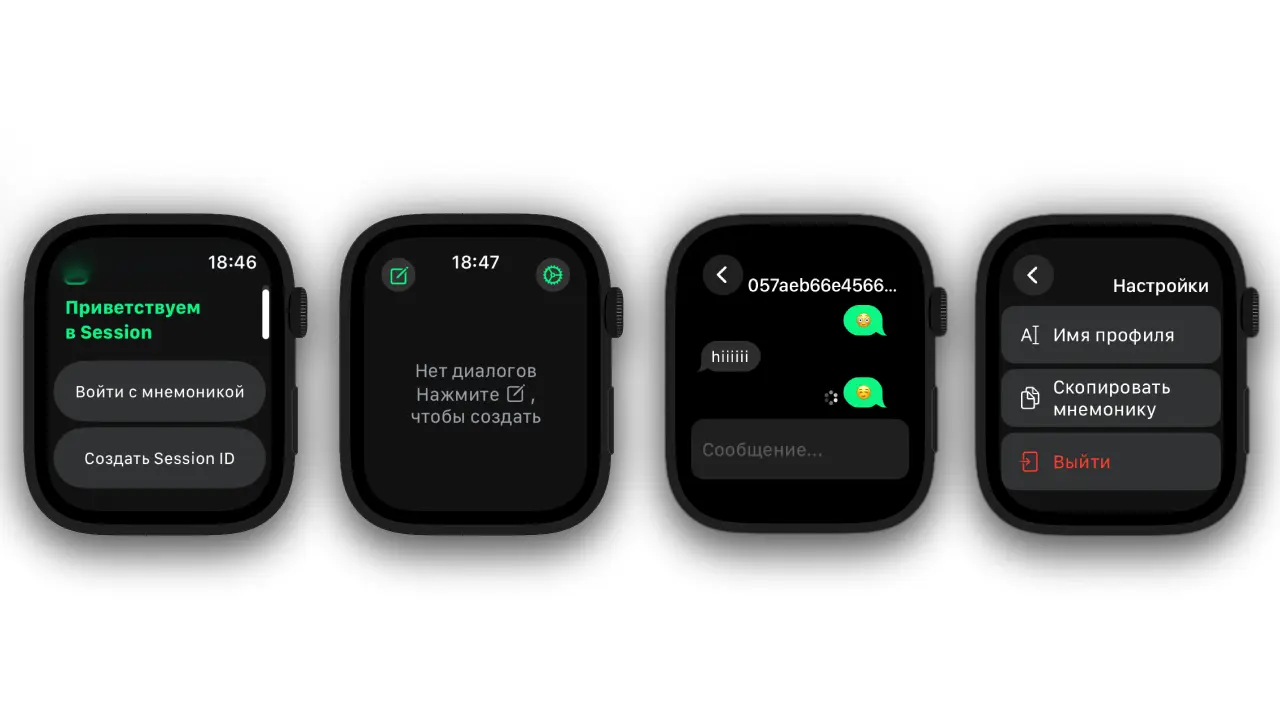 18:46
Приветствуем
в Session
Войти с мнемоникой
Создать Session ID
18:47
Нет диалогов
Нажмите ,
чтобы создать
057aeb66e4566...
😳
hiiiiii
☺️
Сообщение...
Настройки
Имя профиля
Скопировать
мнемонику
Выйти